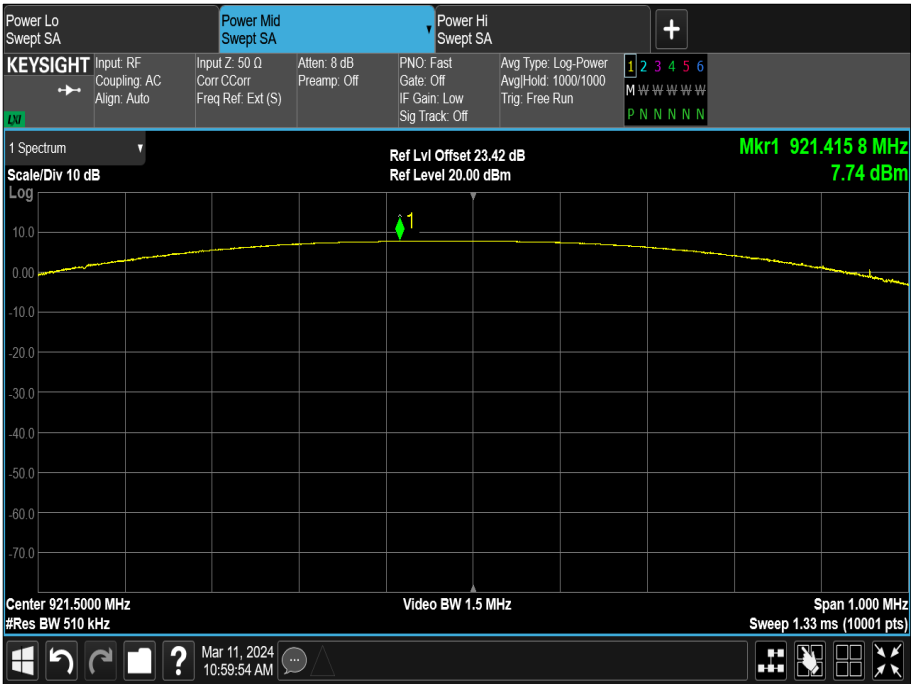 Power Lo
Swept SA
Power Mid
Swept SA
Power Hi
Swept SA
KEYSIGHT
LXI
Input: RF
Coupling: AC
Align: Auto
Input Z: 50 Ω
Corr CCorr
Freq Ref: Ext (S)
Atten: 8 dB
Preamp: Off
PNO: Fast
Gate: Off
IF Gain: Low
Sig Track: Off
Avg Type: Log-Power
Avg|Hold: 1000/1000
Trig: Free Run
1 2 3 4 5 6
M W W W W W
P N N N N N
1 Spectrum
Scale/Div 10 dB
Log
Ref Lvl Offset 23.42 dB
Ref Level 20.00 dBm
Mkr1 921.415 8 MHz
7.74 dBm
1
10.0
0.00
-10.0
-20.0
-30.0
-40.0
-50.0
-60.0
-70.0
Center 921.5000 MHz
#Res BW 510 kHz
Video BW 1.5 MHz
Span 1.000 MHz
Sweep 1.33 ms (10001 pts)
?
Mar 11, 2024
10:59:54 AM